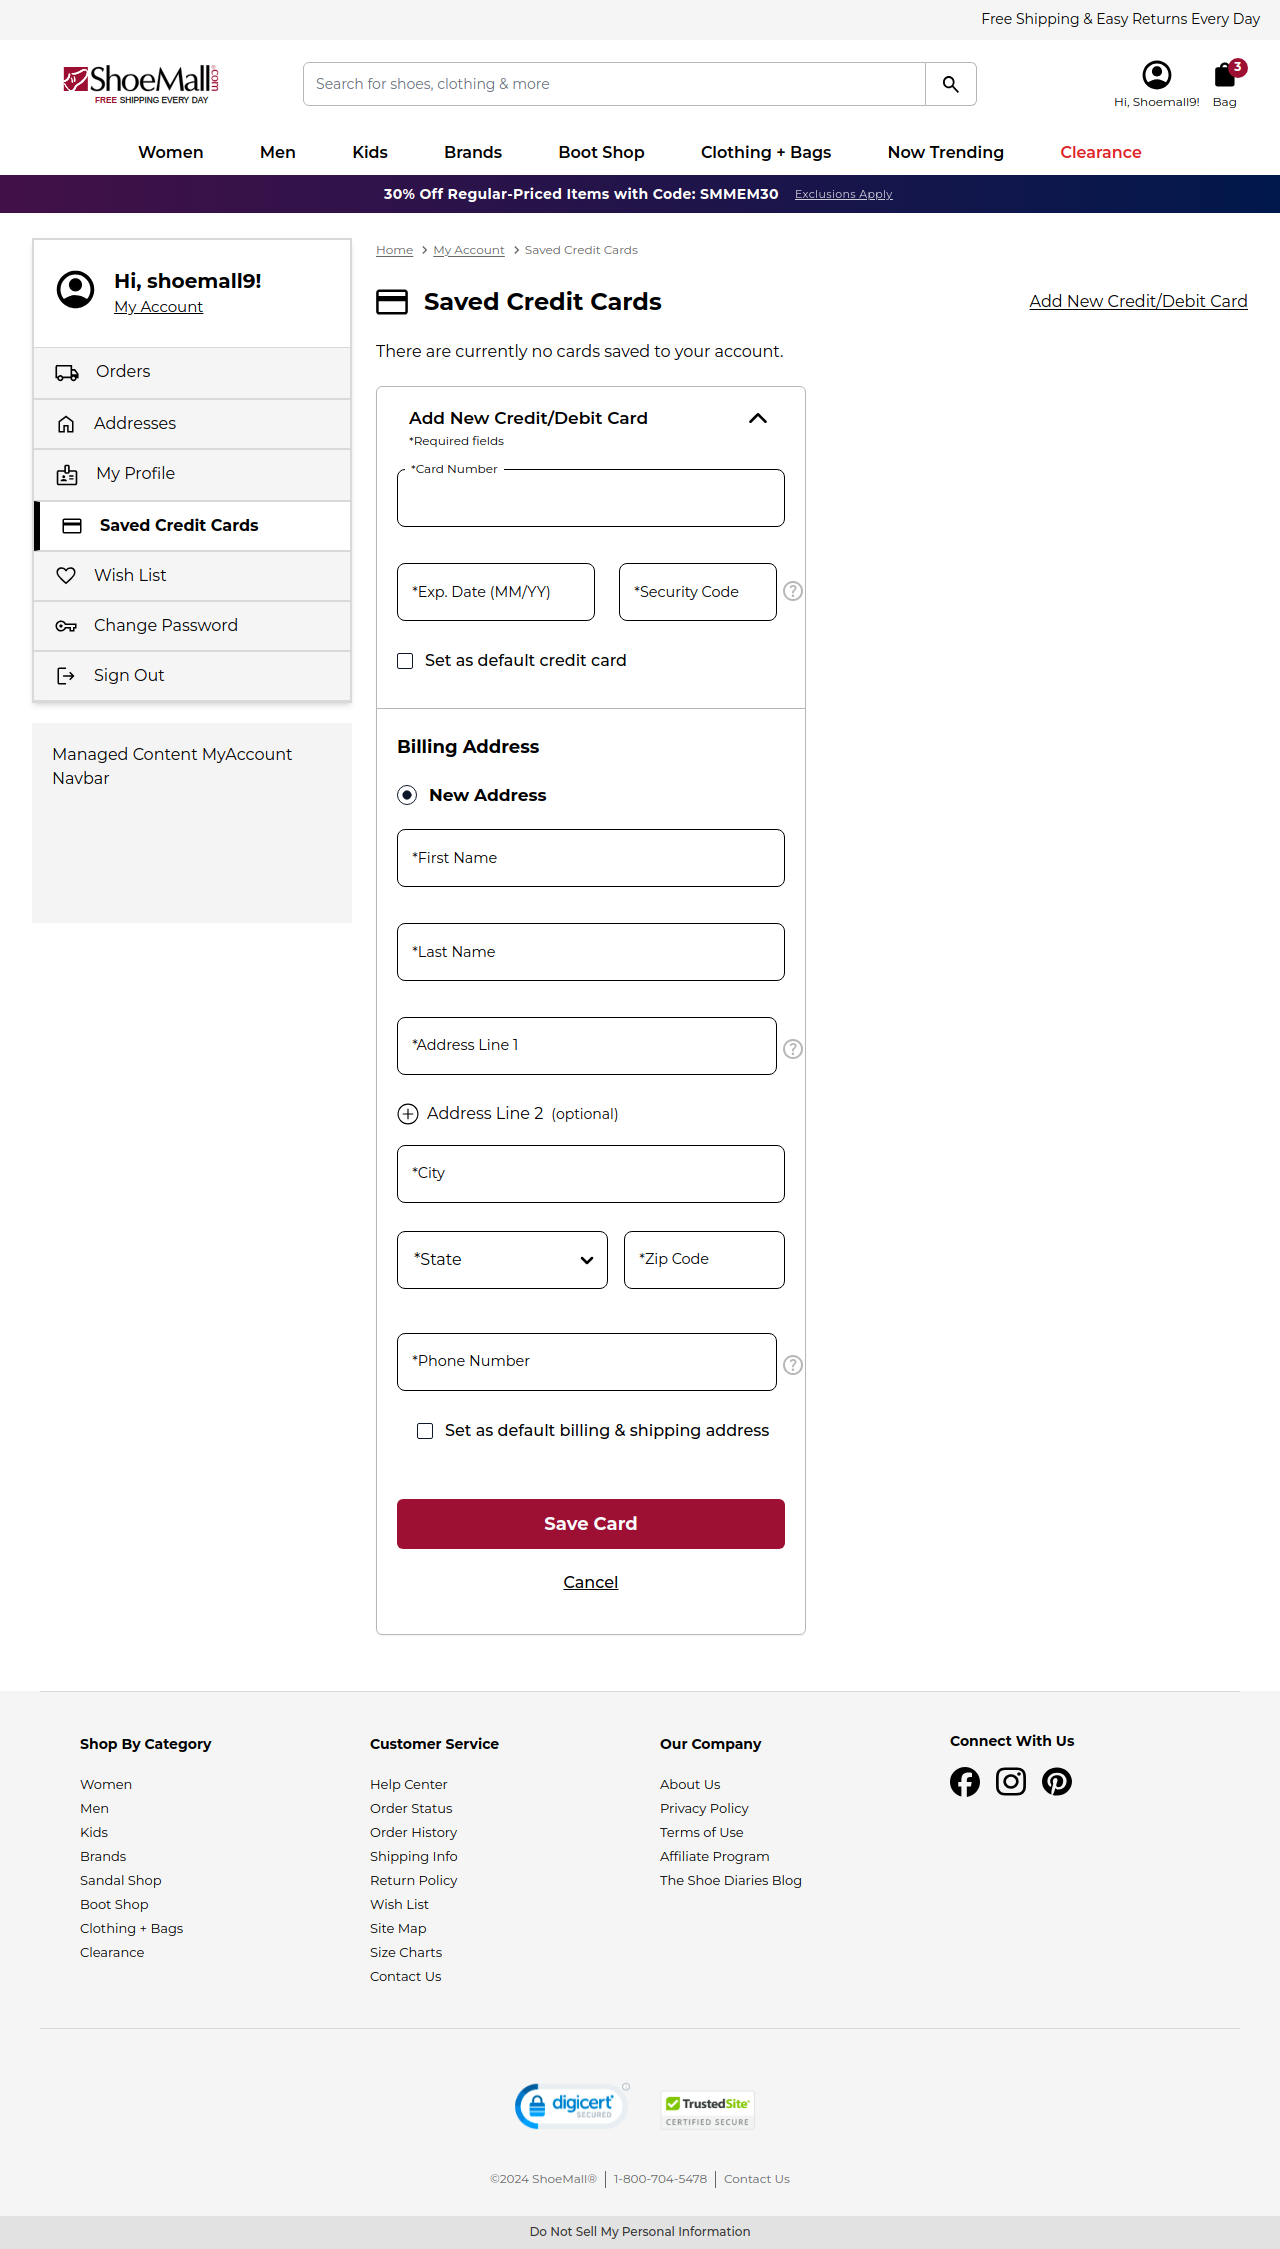 Free Shipping & Easy Returns Every Day
ShoeMall.com
FREE SHIPPING EVERY DAY
Search for shoes, clothing & more
3
Hi, Shoemall9!
Bag
Women
Men
Kids
Brands
Boot Shop
Clothing + Bags
Now Trending
Clearance
30% Off Regular-Priced Items with Code: SMMEM30
Exclusions Apply
Hi, shoemall9!
My Account
Orders
Addresses
My Profile
Saved Credit Cards
Wish List
Change Password
Sign Out
Managed Content MyAccount
Navbar
Home
My Account
Saved Credit Cards
Saved Credit Cards
Add New Credit/Debit Card
There are currently no cards saved to your account.
Add New Credit/Debit Card
*Required fields
*Card Number
*Exp. Date (MM/YY)
*Security Code
?
Set as default credit card
Billing Address
New Address
*First Name
*Last Name
*Address Line 1
?
Address Line 2 (optional)
*City
*State
*Zip Code
*Phone Number
?
Set as default billing & shipping address
Save Card
Cancel
Shop By Category
Women
Men
Kids
Brands
Sandal Shop
Boot Shop
Clothing + Bags
Clearance
Customer Service
Help Center
Order Status
Order History
Shipping Info
Return Policy
Wish List
Site Map
Size Charts
Contact Us
Our Company
About Us
Privacy Policy
Terms of Use
Affiliate Program
The Shoe Diaries Blog
Connect With Us
digicert
SECURED
TrustedSite
CERTIFIED SECURE
©2024 ShoeMall®
1-800-704-5478
Contact Us
Do Not Sell My Personal Information